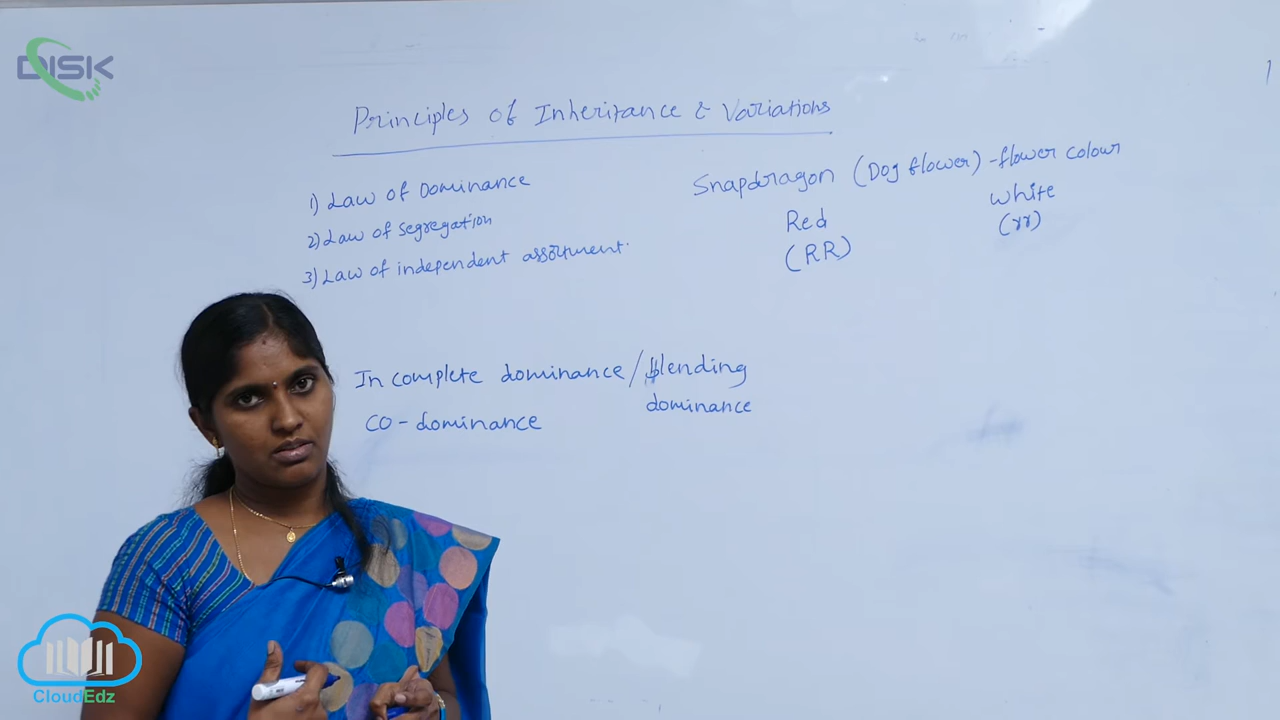 DISK
Principles of Inheritance & Variations
1) Law of Dominance
2) Law of segregation
3) Law of independent assortment.
Snapdragon (Dog flower) - flower colour
Red
white
(RR)
(rr)
In complete dominance / blending
dominance
CO - dominance
CloudEdz